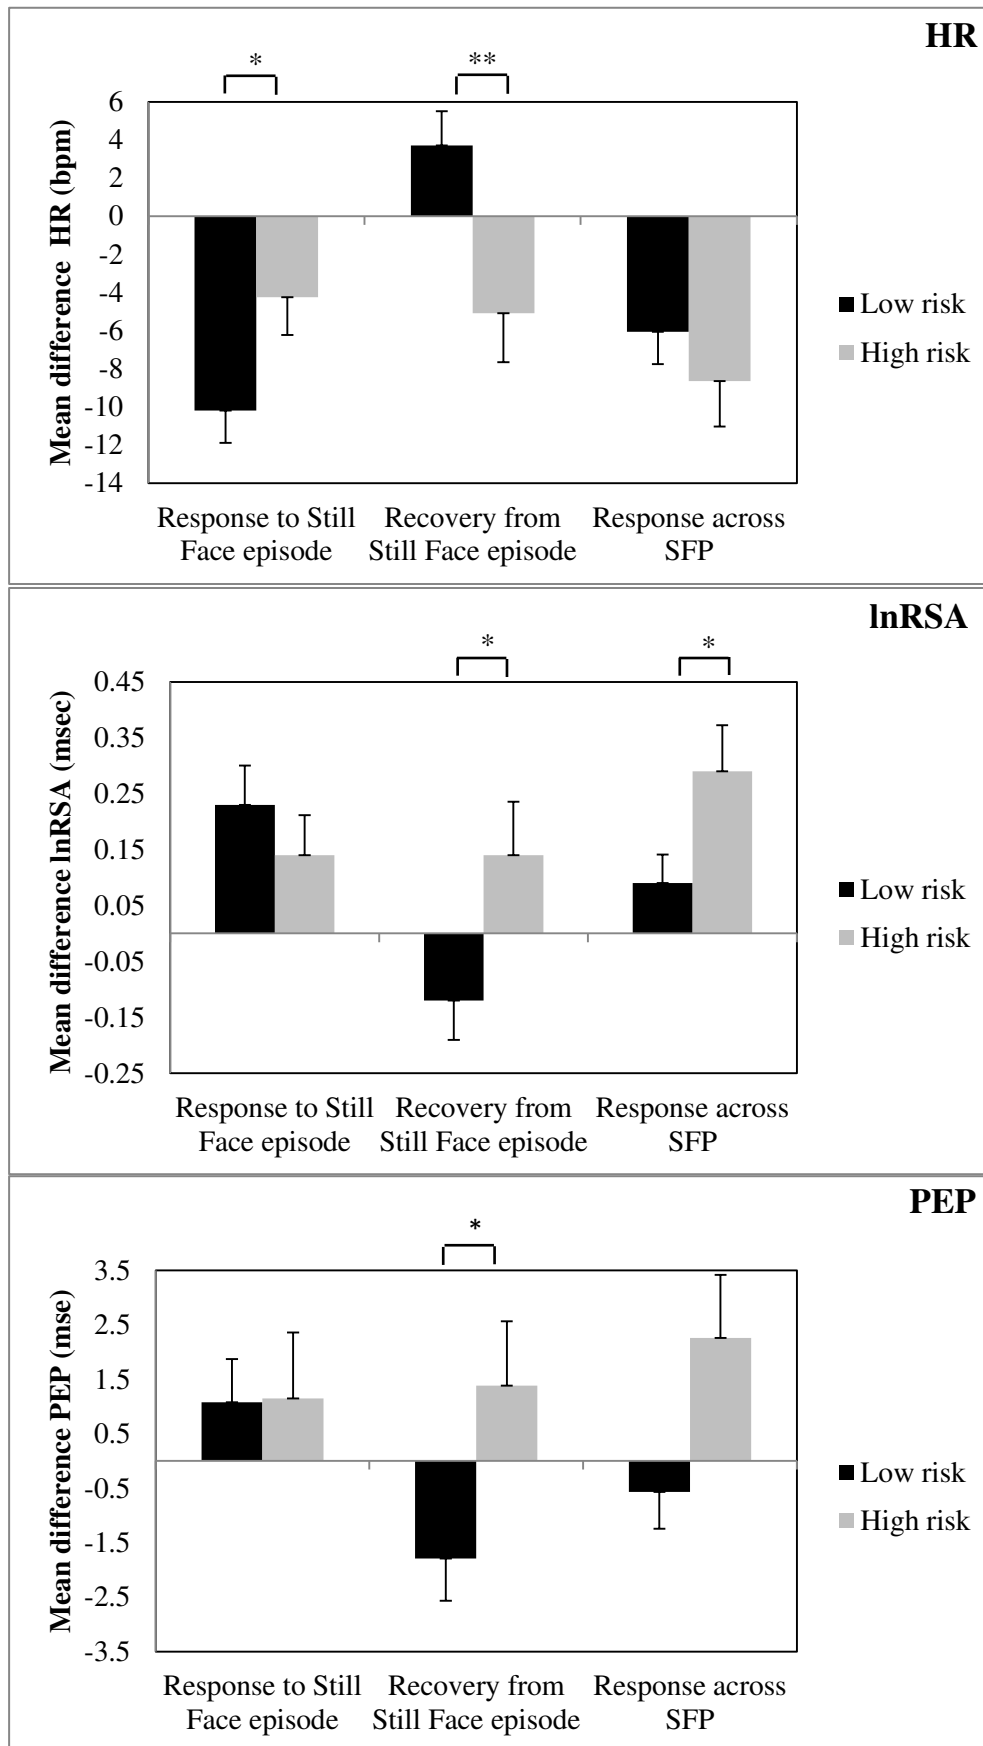 HR
*
**
Mean difference HR (bpm)
6
4
2
0
-2
-4
-6
-8
-10
-12
-14
Response to Still
Face episode
Recovery from
Still Face episode
Response across
SFP
Low risk
High risk
lnRSA
*
*
Mean difference lnRSA (msec)
0.45
0.35
0.25
0.15
0.05
-0.05
-0.15
-0.25
Response to Still
Face episode
Recovery from
Still Face episode
Response across
SFP
Low risk
High risk
PEP
*
Mean difference PEP (mse)
3.5
2.5
1.5
0.5
-0.5
-1.5
-2.5
-3.5
Response to Still
Face episode
Recovery from
Still Face episode
Response across
SFP
Low risk
High risk